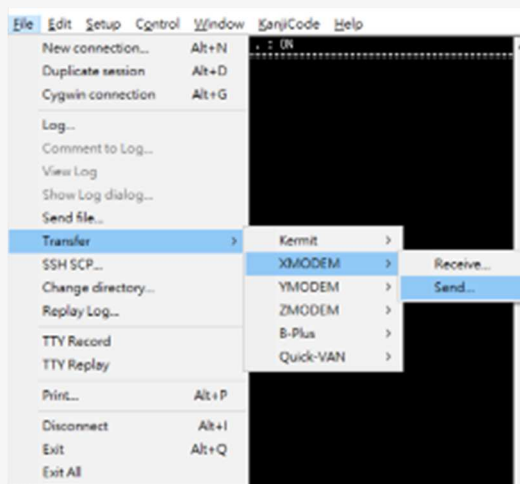 File Edit Setup Control Window KanjiCode Help
New connection... Alt+N
Duplicate session Alt+D
Cygwin connection Alt+G
Log...
Comment to Log...
View Log
Show Log dialog...
Send file...
Transfer >
SSH SCP...
Change directory...
Replay Log...
TTY Record
TTY Replay
Print... Alt+P
Disconnect Alt+I
Exit Alt+Q
Exit All
Kermit >
XMODEM >
YMODEM >
ZMODEM >
B-Plus >
Quick-VAN >
Receive...
Send...
. : ON